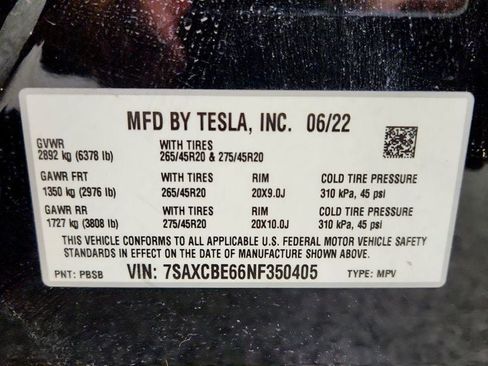 MFD BY TESLA, INC. 06/22
GVWR WITH TIRES
2892 kg (6378 lb) 265/45R20 & 275/45R20
GAWR FRT WITH TIRES RIM COLD TIRE PRESSURE
1350 kg (2976 lb) 265/45R20 20X9.0J 310 kPa, 45 psi
GAWR RR WITH TIRES RIM COLD TIRE PRESSURE
1727 kg (3808 lb) 275/45R20 20X10.0J 310 kPa, 45 psi
THIS VEHICLE CONFORMS TO ALL APPLICABLE U.S. FEDERAL MOTOR VEHICLE SAFETY
STANDARDS IN EFFECT ON THE DATE OF MANUFACTURE SHOWN ABOVE.
PNT: PBSB VIN: 7SAXCBE66NF350405 TYPE: MPV